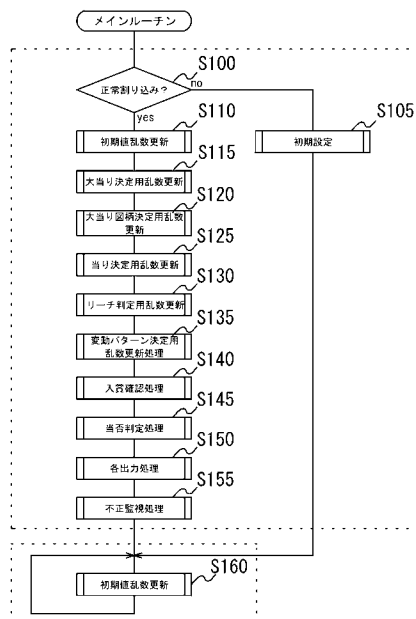 メインルーチン
S100
正常割り込み?
no
yes
S110
初期値乱数更新
S105
初期設定
S115
大当り決定用乱数更新
S120
大当り図柄決定用乱数
更新
S125
当り決定用乱数更新
S130
リーチ判定用乱数更新
S135
変動パターン決定用
乱数更新処理
S140
入賞確認処理
S145
当否判定処理
S150
各出力処理
S155
不正監視処理
S160
初期値乱数更新